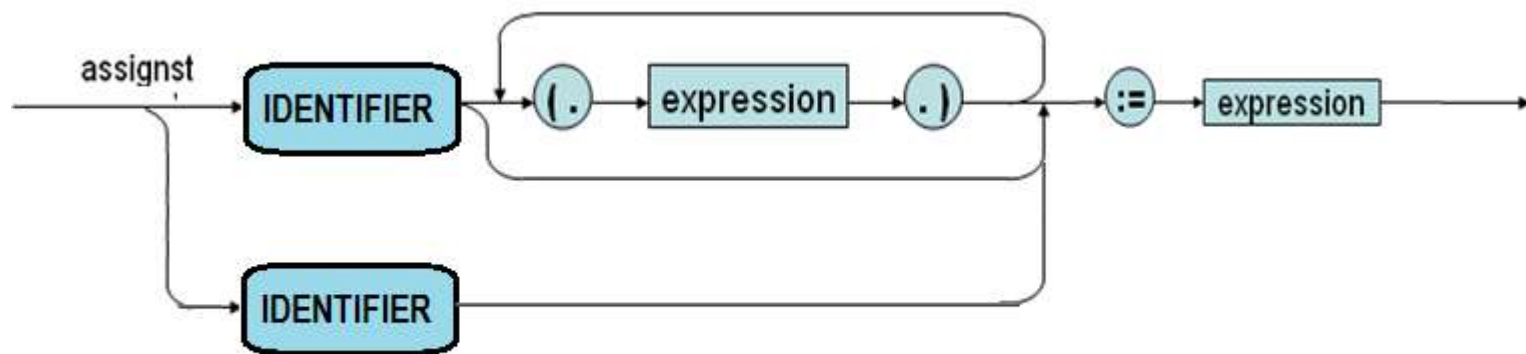 assignst
IDENTIFIER (. expression .) := expression
IDENTIFIER